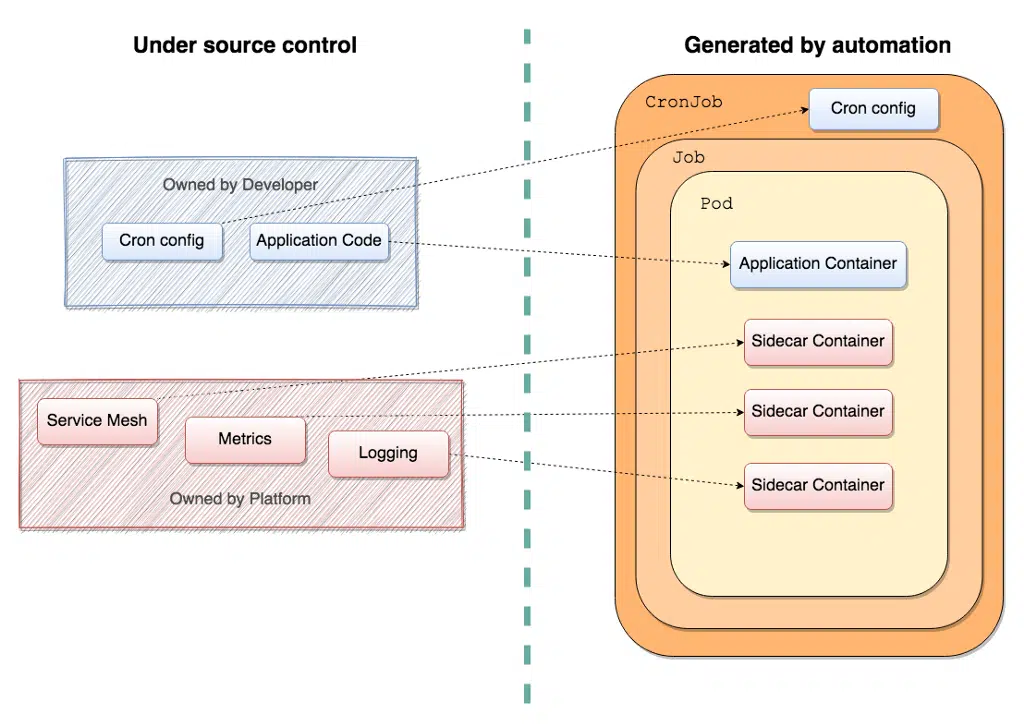 Under source control
Generated by automation
Owned by Developer
Cron config
Application Code
Service Mesh
Metrics
Logging
Owned by Platform
CronJob
Cron config
Job
Pod
Application Container
Sidecar Container
Sidecar Container
Sidecar Container